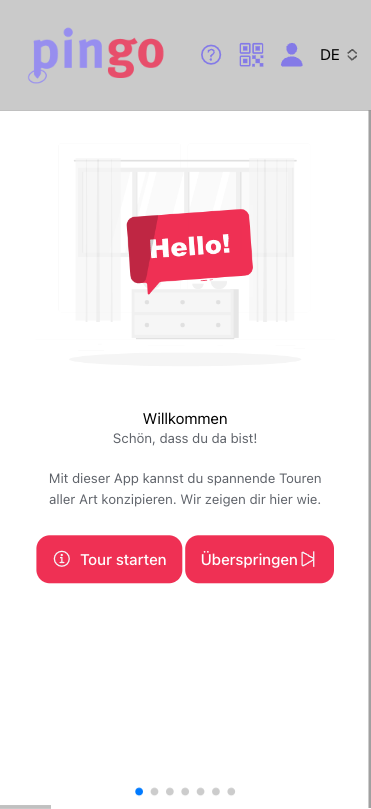 pingo
DE
Hello!
Willkommen
Schön, dass du da bist!
Mit dieser App kannst du spannende Touren
aller Art konzipieren. Wir zeigen dir hier wie.
Tour starten
Überspringen